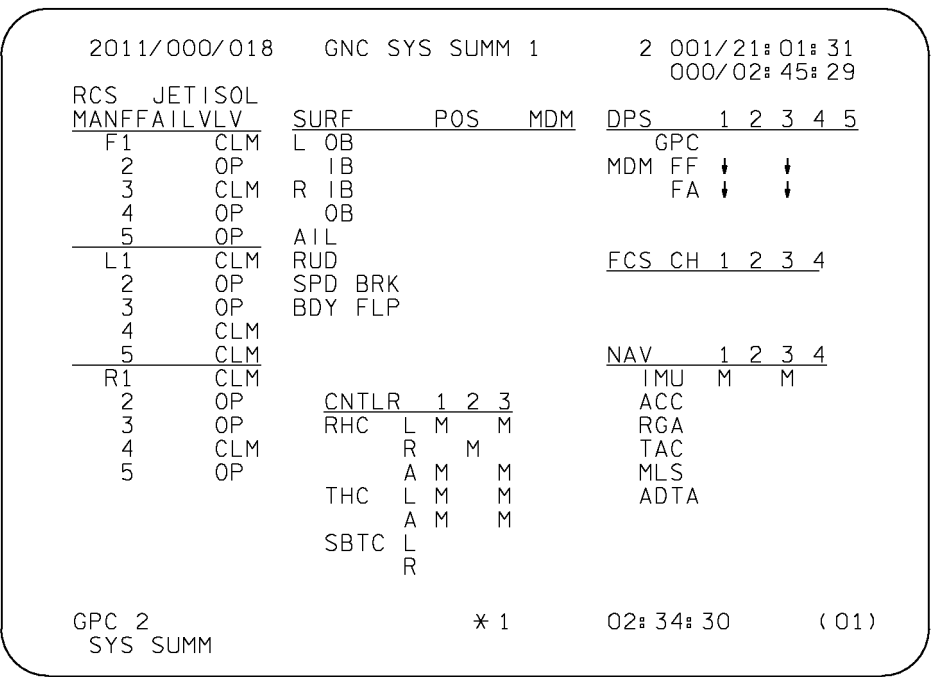 2011/000/018 GNC SYS SUMM 1 2 001/21:01:31
000/02:45:29
RCS JETISOL
MANFFAILVLV SURF POS MDM DPS 1 2 3 4 5
F1 CLM L OB GPC
2 OP IB MDM FF ↓ ↓
3 CLM R IB FA ↓ ↓
4 OP OB
5 OP AIL
L1 CLM RUD FCS CH 1 2 3 4
2 OP SPD BRK
3 OP BDY FLP
4 CLM
5 CLM NAV 1 2 3 4
R1 CLM IMU M M
2 OP CNTLR 1 2 3 ACC
3 OP RHC L M M RGA
4 CLM R M TAC
5 OP A M M MLS
THC L M M ADTA
A M M
SBTC L
R
GPC 2 *1 02:34:30 (01)
SYS SUMM